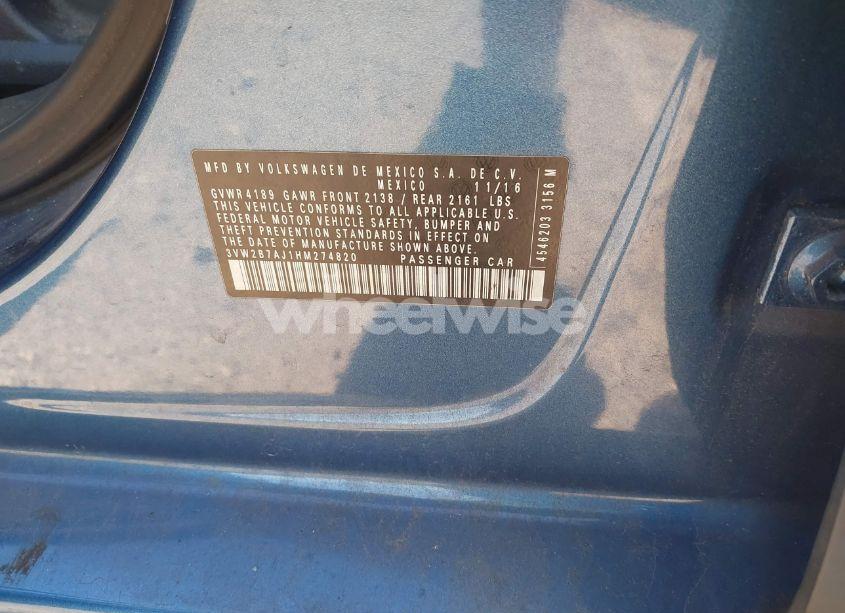 MFD BY VOLKSWAGEN DE MEXICO S.A. DE C.V.
MEXICO 11/16
GVWR 4189 GAWR FRONT 2138 / REAR 2161 LBS
THIS VEHICLE CONFORMS TO ALL APPLICABLE U.S.
FEDERAL MOTOR VEHICLE SAFETY, BUMPER AND
THEFT PREVENTION STANDARDS IN EFFECT ON
THE DATE OF MANUFACTURE SHOWN ABOVE.
3VW2B7AJ1HM274820 PASSENGER CAR
4546203 3156 M
wheelwise